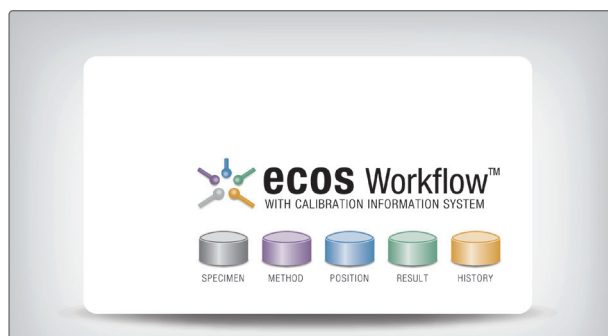 ecos Workflow™
WITH CALIBRATION INFORMATION SYSTEM
SPECIMEN METHOD POSITION RESULT HISTORY